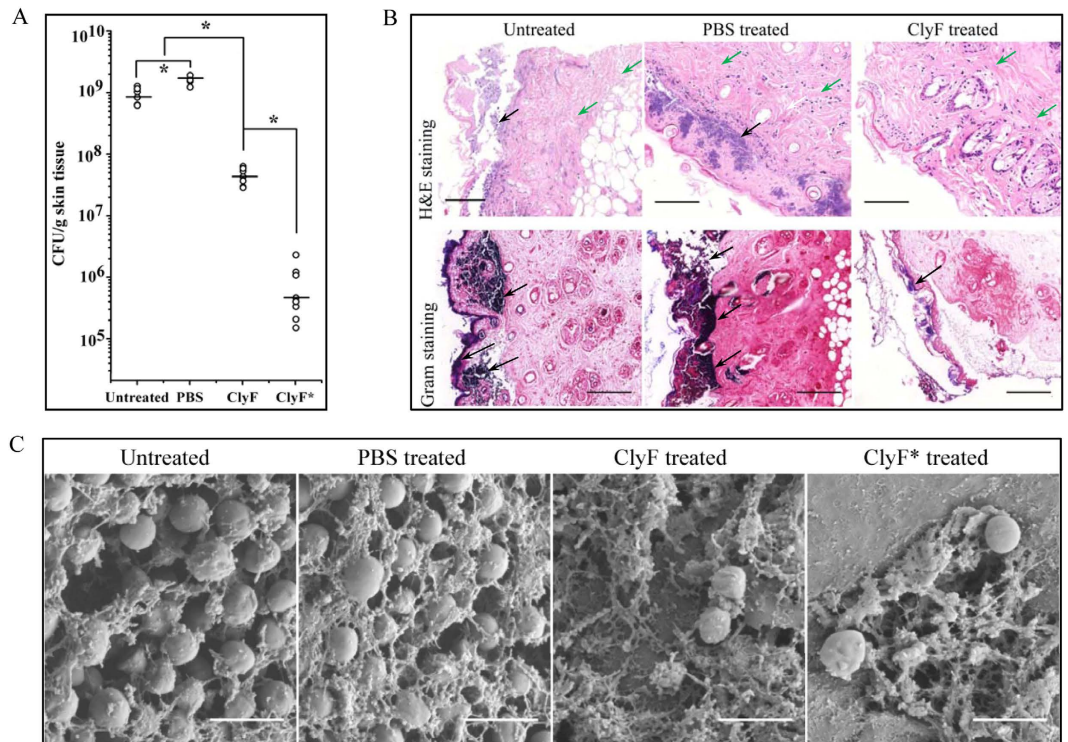 A
CFU/g skin tissue
10^10
10^9
10^8
10^7
10^6
10^5
*
*
*
Untreated PBS ClyF ClyF*
B
Untreated PBS treated ClyF treated
H&E staining
Gram staining
C
Untreated PBS treated ClyF treated ClyF* treated